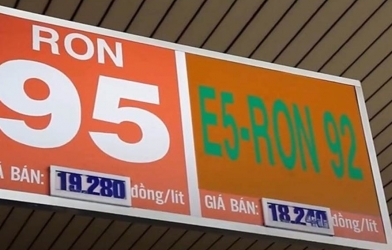 RON
95
GIÁ BÁN: 19.280 đồng/lít
E5-RON 92
GIÁ BÁN: 18.240 đồng/lít